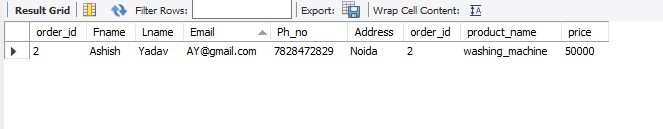 Result Grid Filter Rows: Export: Wrap Cell Content:
order_id Fname Lname Email Ph_no Address order_id product_name price
2 Ashish Yadav AY@gmail.com 7828472829 Noida 2 washing_machine 50000